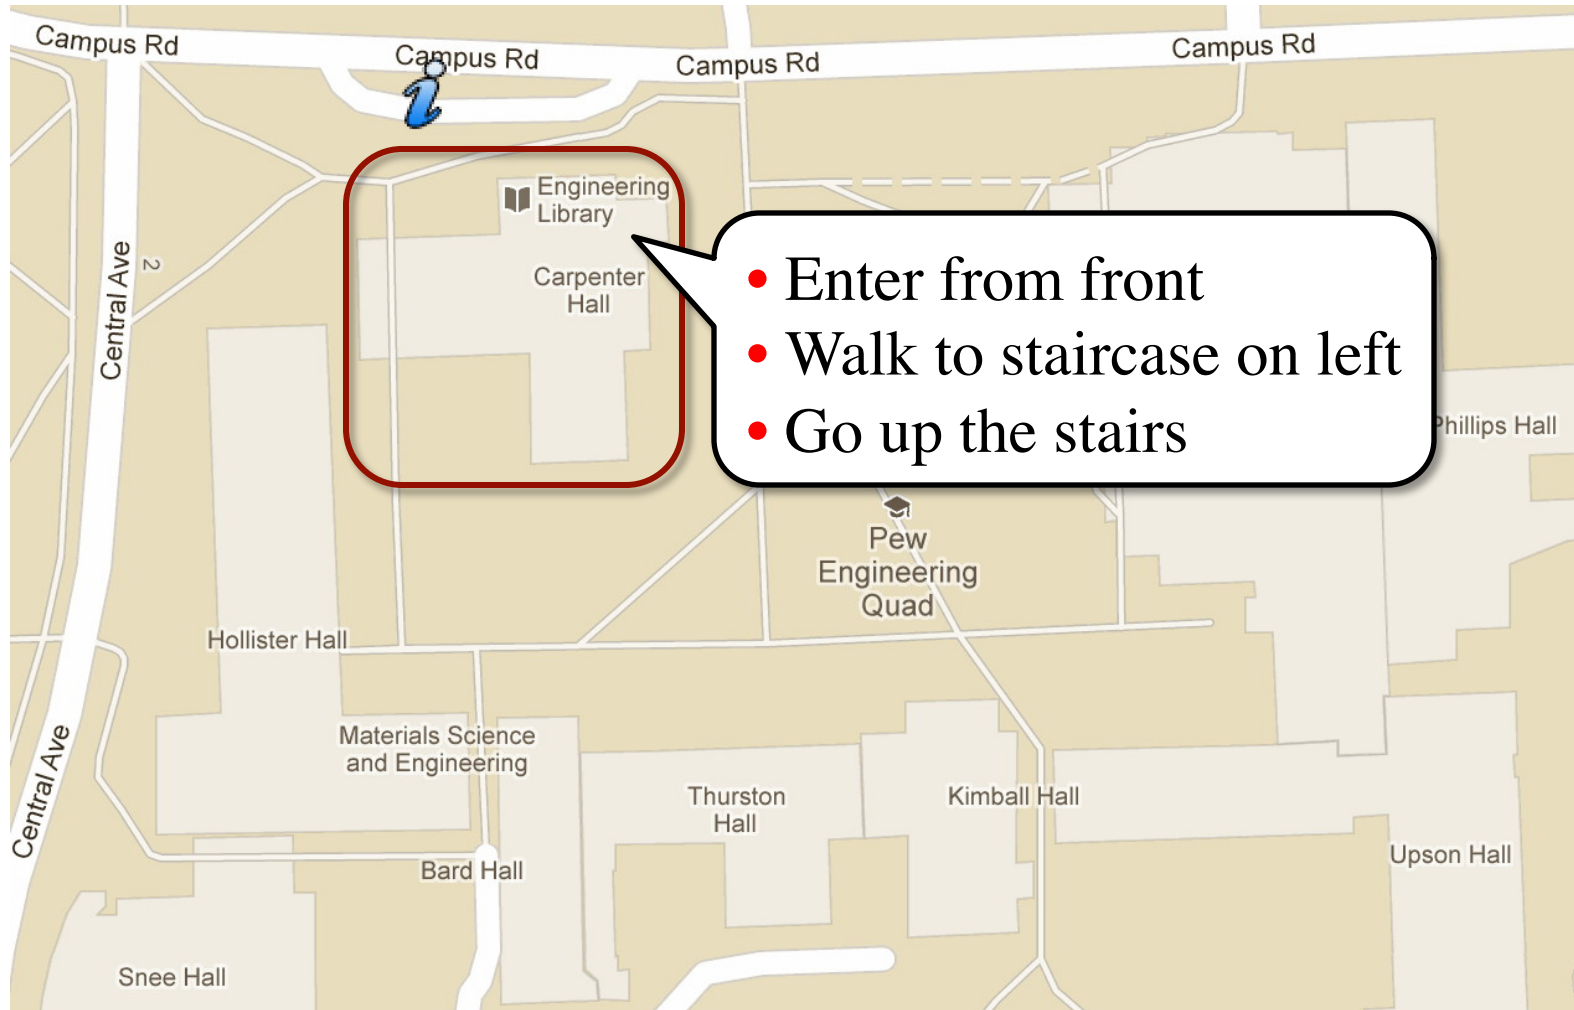 Campus Rd
Campus Rd
Campus Rd
Campus Rd
Engineering
Library
Central Ave
2
Carpenter
Hall
• Enter from front
• Walk to staircase on left
• Go up the stairs
Phillips Hall
Pew
Engineering
Quad
Hollister Hall
Materials Science
and Engineering
Central Ave
Thurston
Hall
Kimball Hall
Upson Hall
Bard Hall
Snee Hall